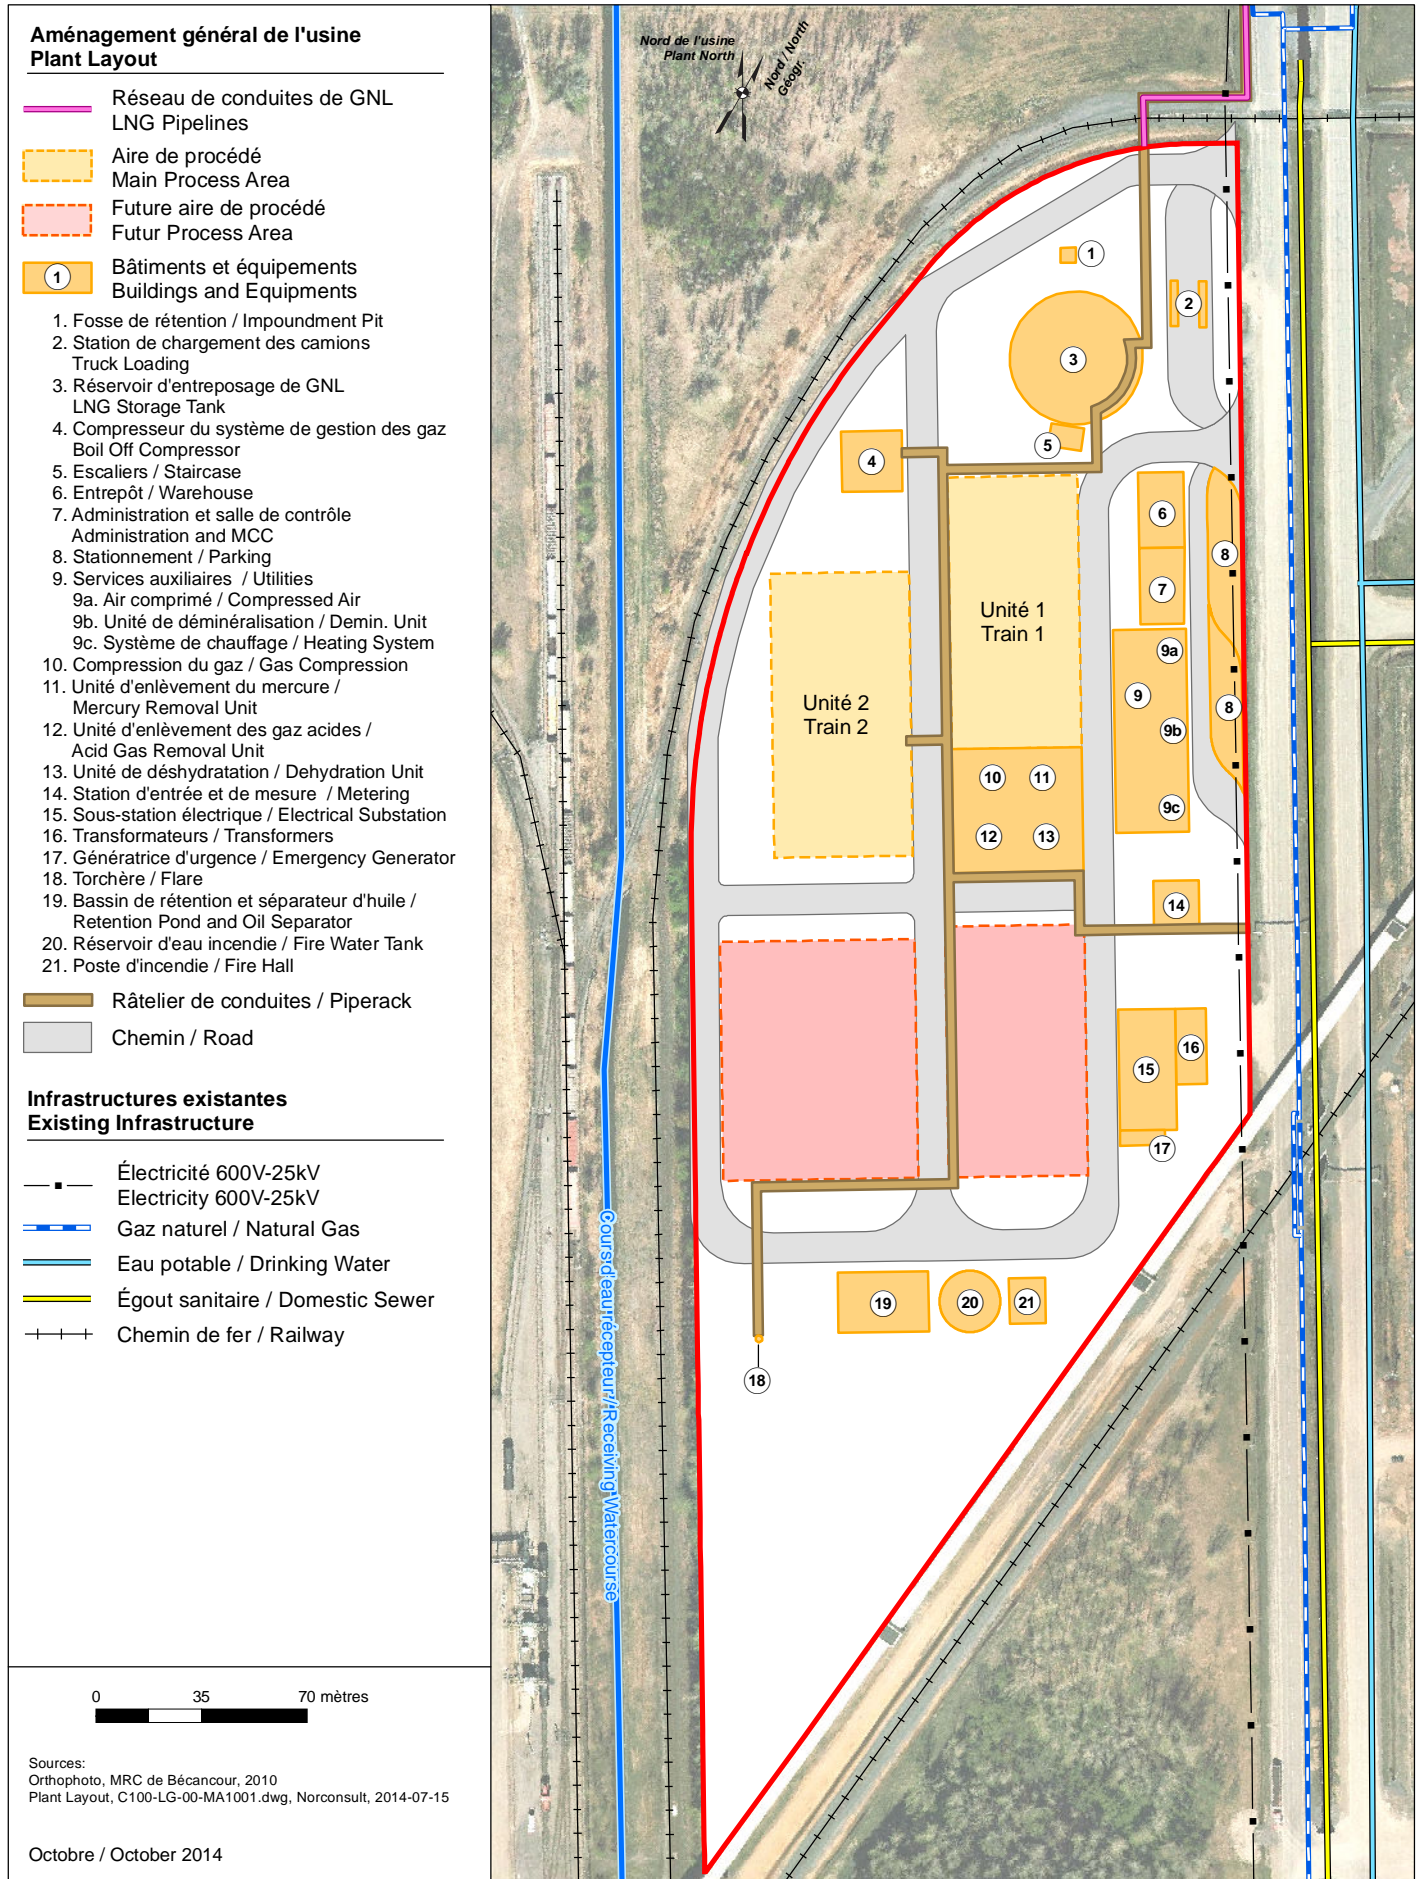 Aménagement général de l'usine
Plant Layout
Réseau de conduites de GNL
LNG Pipelines
Aire de procédé
Main Process Area
Future aire de procédé
Futur Process Area
1
Bâtiments et équipements
Buildings and Equipments
1. Fosse de rétention / Impoundment Pit
2. Station de chargement des camions
Truck Loading
3. Réservoir d'entreposage de GNL
LNG Storage Tank
4. Compresseur du système de gestion des gaz
Boil Off Compressor
5. Escaliers / Staircase
6. Entrepôt / Warehouse
7. Administration et salle de contrôle
Administration and MCC
8. Stationnement / Parking
9. Services auxiliaires / Utilities
9a. Air comprimé / Compressed Air
9b. Unité de déminéralisation / Demin. Unit
9c. Système de chauffage / Heating System
10. Compression du gaz / Gas Compression
11. Unité d'enlèvement du mercure /
Mercury Removal Unit
12. Unité d'enlèvement des gaz acides /
Acid Gas Removal Unit
13. Unité de déshydratation / Dehydration Unit
14. Station d'entrée et de mesure / Metering
15. Sous-station électrique / Electrical Substation
16. Transformateurs / Transformers
17. Génératrice d'urgence / Emergency Generator
18. Torchère / Flare
19. Bassin de rétention et séparateur d'huile /
Retention Pond and Oil Separator
20. Réservoir d'eau incendie / Fire Water Tank
21. Poste d'incendie / Fire Hall
Râtelier de conduites / Piperack
Chemin / Road
Infrastructures existantes
Existing Infrastructure
Électricité 600V-25kV
Electricity 600V-25kV
Gaz naturel / Natural Gas
Eau potable / Drinking Water
Égout sanitaire / Domestic Sewer
Chemin de fer / Railway
0 35 70 mètres
Sources:
Orthophoto, MRC de Bécancour, 2010
Plant Layout, C100-LG-00-MA1001.dwg, Norconsult, 2014-07-15
Octobre / October 2014
Nord de l'usine
Plant North
Nord / North
Géogr.
1
2
3
4
5
6
7
8
Unité 1
Train 1
9a
9
9b
9c
8
Unité 2
Train 2
10
11
12
13
14
15
16
17
18
19
20
21
Cours d'eau récepteur / Receiving Watercourse